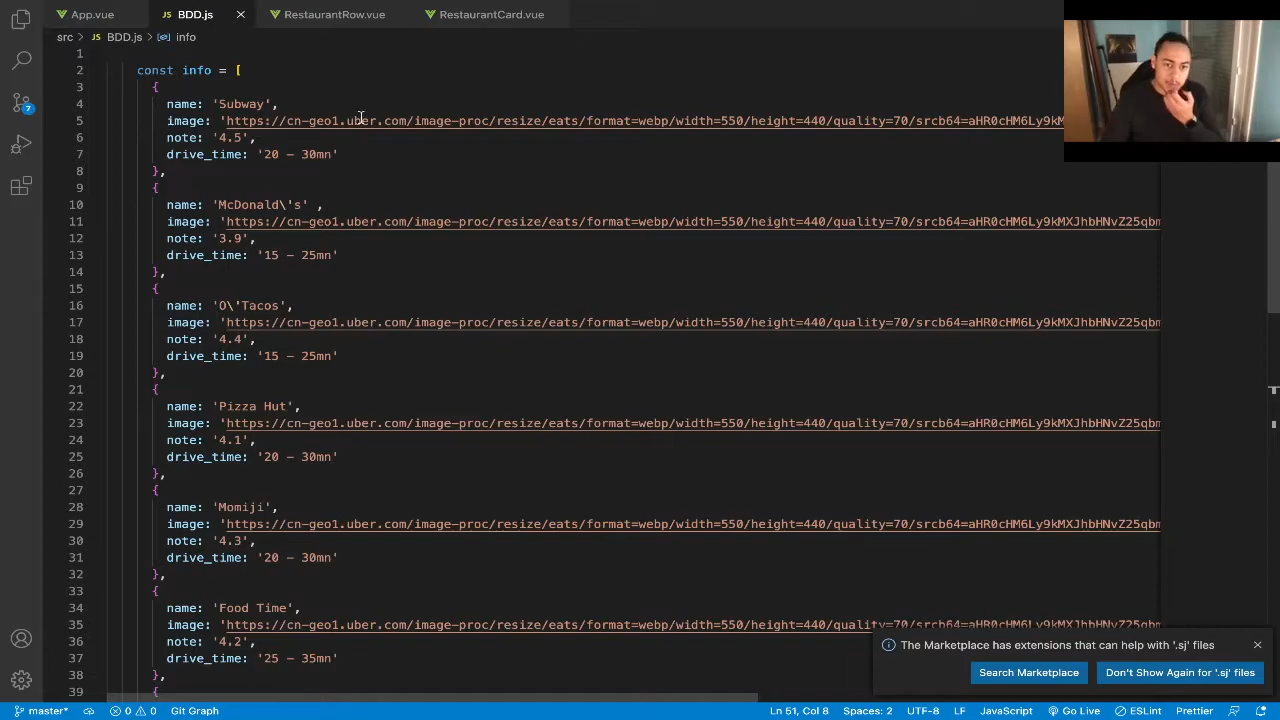 App.vue
BDD.js
RestaurantRow.vue
RestaurantCard.vue
src > JS BDD.js > info
1
2 const info = [
3 {
4 name: 'Subway',
5 image: 'https://cn-geo1.uber.com/image-proc/resize/eats/format=webp/width=550/height=440/quality=70/srcb64=aHR0cHM6Ly9kM
6 note: '4.5',
7 drive_time: '20 - 30mn'
8 },
9 {
10 name: 'McDonald\'s' ,
11 image: 'https://cn-geo1.uber.com/image-proc/resize/eats/format=webp/width=550/height=440/quality=70/srcb64=aHR0cHM6Ly9kMXJhbHNvZ25qbm
12 note: '3.9',
13 drive_time: '15 - 25mn'
14 },
15 {
16 name: 'O\'Tacos',
17 image: 'https://cn-geo1.uber.com/image-proc/resize/eats/format=webp/width=550/height=440/quality=70/srcb64=aHR0cHM6Ly9kMXJhbHNvZ25qbm
18 note: '4.4',
19 drive_time: '15 - 25mn'
20 },
21 {
22 name: 'Pizza Hut',
23 image: 'https://cn-geo1.uber.com/image-proc/resize/eats/format=webp/width=550/height=440/quality=70/srcb64=aHR0cHM6Ly9kMXJhbHNvZ25qbm
24 note: '4.1',
25 drive_time: '20 - 30mn'
26 },
27 {
28 name: 'Momiji',
29 image: 'https://cn-geo1.uber.com/image-proc/resize/eats/format=webp/width=550/height=440/quality=70/srcb64=aHR0cHM6Ly9kMXJhbHNvZ25qbm
30 note: '4.3',
31 drive_time: '20 - 30mn'
32 },
33 {
34 name: 'Food Time',
35 image: 'https://cn-geo1.uber.com/image-proc/resize/eats/format=webp/width=550/height=440/quality=70/srcb64=aHR0cHM6Ly9kMXJhbHNvZ25qbm
36 note: '4.2',
37 drive_time: '25 - 35mn'
38 },
39 {
The Marketplace has extensions that can help with '.sj' files
Search Marketplace
Don't Show Again for '.sj' files
7
master* 0 0 Git Graph Ln 51, Col 8 Spaces: 2 UTF-8 LF JavaScript Go Live ESLint Prettier